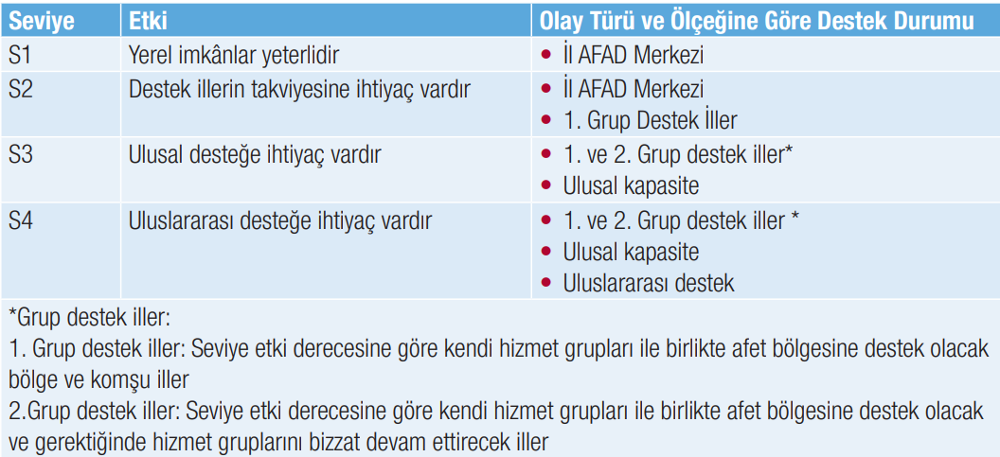 Seviye Etki Olay Türü ve Ölçeğine Göre Destek Durumu
S1 Yerel imkânlar yeterlidir • İl AFAD Merkezi
S2 Destek illerin takviyesine ihtiyaç vardır • İl AFAD Merkezi
• 1. Grup Destek İller
S3 Ulusal desteğe ihtiyaç vardır • 1. ve 2. Grup destek iller*
• Ulusal kapasite
S4 Uluslararası desteğe ihtiyaç vardır • 1. ve 2. Grup destek iller *
• Ulusal kapasite
• Uluslararası destek
*Grup destek iller:
1. Grup destek iller: Seviye etki derecesine göre kendi hizmet grupları ile birlikte afet bölgesine destek olacak
bölge ve komşu iller
2.Grup destek iller: Seviye etki derecesine göre kendi hizmet grupları ile birlikte afet bölgesine destek olacak
ve gerektiğinde hizmet gruplarını bizzat devam ettirecek iller